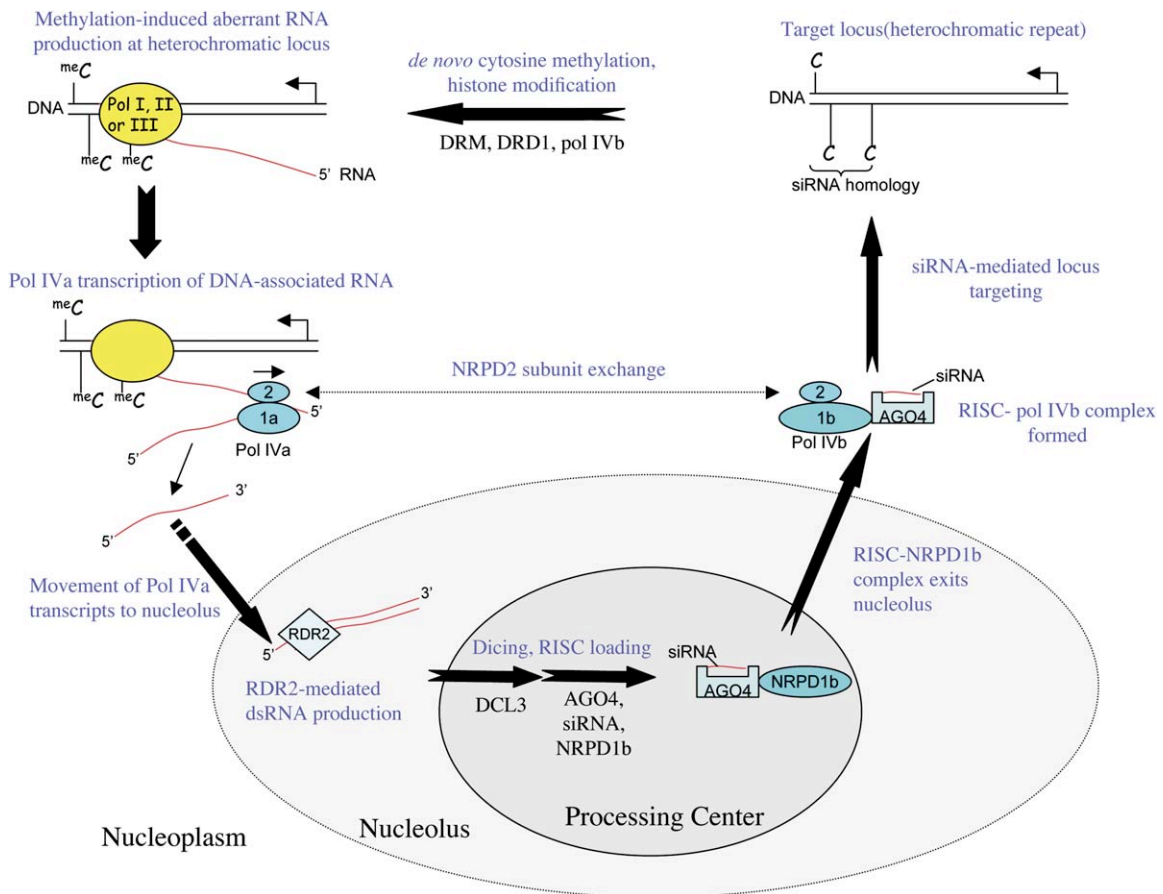 Methylation-induced aberrant RNA
production at heterochromatic locus
meC
DNA
Pol I, II
or III
meC
meC
5’ RNA
de novo cytosine methylation,
histone modification
DRM, DRD1, pol IVb
Target locus(heterochromatic repeat)
C
DNA
C
C
siRNA homology
Pol IVa transcription of DNA-associated RNA
meC
meC
meC
2
1a
5’
Pol IVa
5’
NRPD2 subunit exchange
siRNA-mediated locus
targeting
2
1b
Pol IVb
AGO4
siRNA
RISC- pol IVb complex
formed
3’
5’
Movement of Pol IVa
transcripts to nucleolus
3’
RDR2
5’
RDR2-mediated
dsRNA production
Dicing, RISC loading
DCL3
AGO4,
siRNA,
NRPD1b
siRNA
AGO4
NRPD1b
RISC-NRPD1b
complex exits
nucleolus
Processing Center
Nucleolus
Nucleoplasm